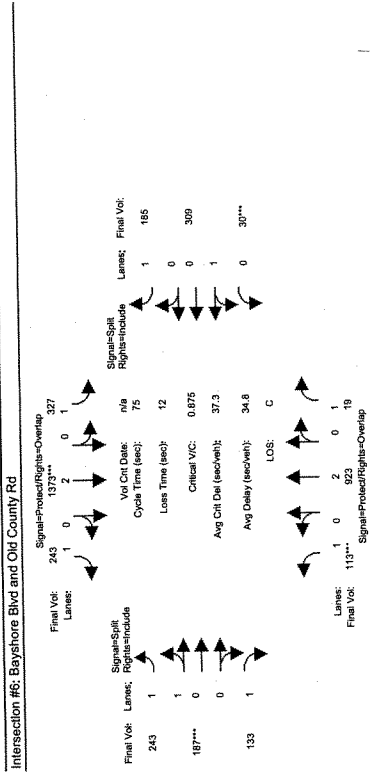 Intersection #6: Bayshore Blvd and Old County Rd
Signal=Protect/Rights=Overlap
Final Vol: 243 1373*** 327
Lanes: 1 0 2 0 1
Signal=Split
Rights=Include
Final Vol: Lanes:
243 1
1
187*** 0
0
133 1
Vol Cnt Date: n/a
Cycle Time (sec): 75
Loss Time (sec): 12
Critical V/C: 0.875
Avg Crit Del (sec/veh): 37.3
Avg Delay (sec/veh): 34.8
LOS: C
Signal=Split
Rights=Include
Lanes: Final Vol:
1 185
0
0 309
1
0 30***
Lanes: 1 0 2 0 1
Final Vol: 113*** 923 19
Signal=Protect/Rights=Overlap